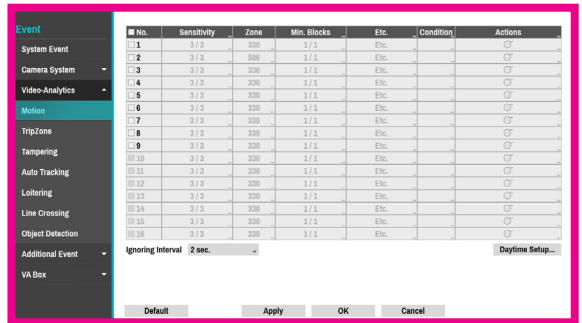 Event
System Event
Camera System
Video-Analytics
Motion
TripZone
Tampering
Auto Tracking
Loitering
Line Crossing
Object Detection
Additional Event
VA Box
No. Sensitivity Zone Min. Blocks Etc. Condition Actions
1 3 / 3 330 1 / 1 Etc.
2 3 / 3 506 1 / 1 Etc.
3 3 / 3 330 1 / 1 Etc.
4 3 / 3 330 1 / 1 Etc.
5 3 / 3 330 1 / 1 Etc.
6 3 / 3 330 1 / 1 Etc.
7 3 / 3 330 1 / 1 Etc.
8 3 / 3 330 1 / 1 Etc.
9 3 / 3 330 1 / 1 Etc.
10 3 / 3 330 1 / 1 Etc.
11 3 / 3 330 1 / 1 Etc.
12 3 / 3 330 1 / 1 Etc.
13 3 / 3 330 1 / 1 Etc.
14 3 / 3 330 1 / 1 Etc.
15 3 / 3 330 1 / 1 Etc.
16 3 / 3 330 1 / 1 Etc.
Ignoring Interval 2 sec. Daytime Setup...
Default Apply OK Cancel